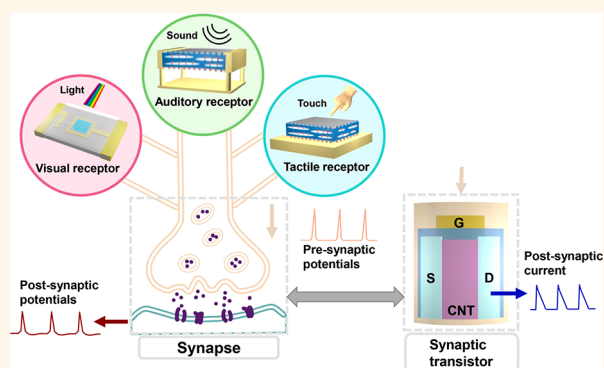 Sound
Auditory receptor
Light
Visual receptor
Touch
Tactile receptor
Pre-synaptic
potentials
Post-synaptic
potentials
Synapse
G
S
D
CNT
Post-synaptic
current
Synaptic
transistor